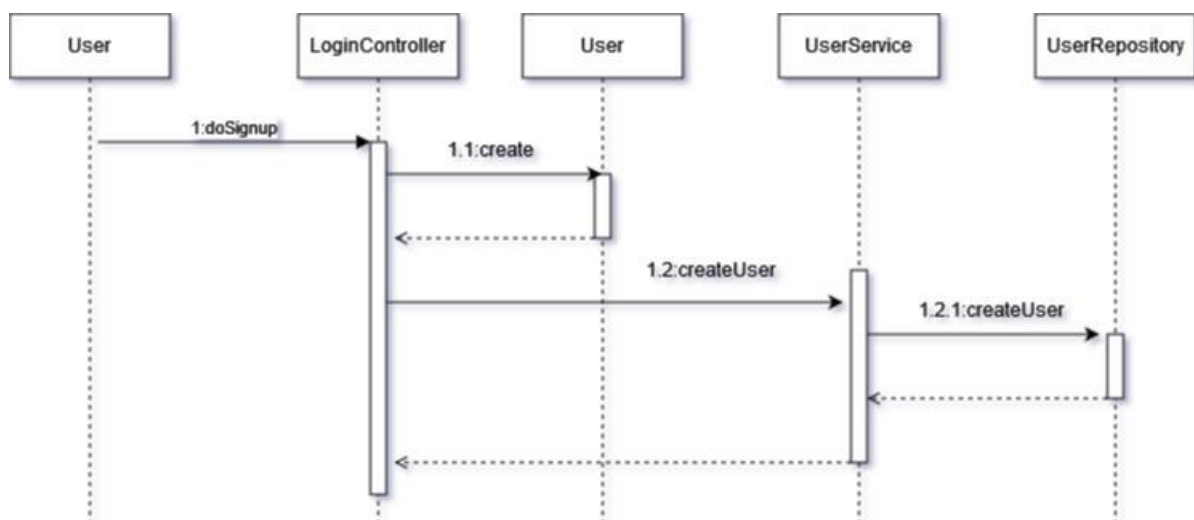 User
LoginController
User
UserService
UserRepository
1:doSignup
1.1:create
1.2:createUser
1.2.1:createUser